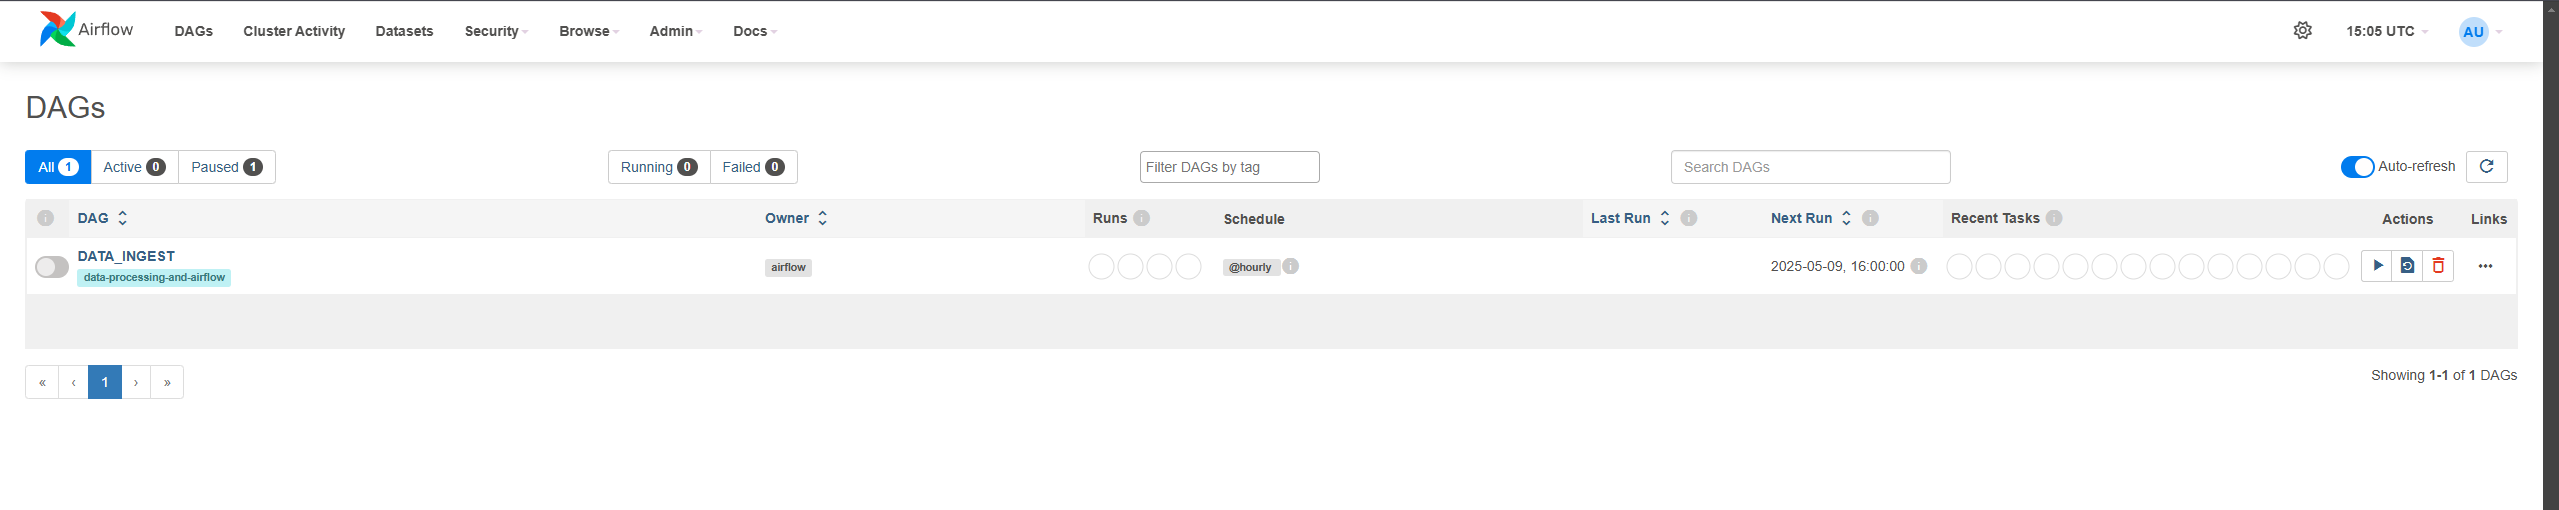 Airflow DAGs Cluster Activity Datasets Security Browse Admin Docs 15:05 UTC AU
DAGs
All 1 Active 0 Paused 1 Running 0 Failed 0 Filter DAGs by tag Search DAGs Auto-refresh
i DAG Owner Runs i Schedule Last Run i Next Run i Recent Tasks i Actions Links
DATA_INGEST airflow @hourly i 2025-05-09, 16:00:00 i
data-processing-and-airflow
« ‹ 1 › » Showing 1-1 of 1 DAGs